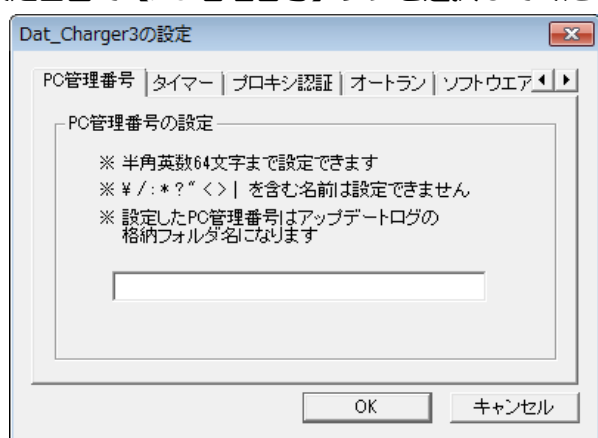 Dat_Charger3の設定
PC管理番号 タイマー プロキシ認証 オートラン ソフトウエア
PC管理番号の設定
※ 半角英数64文字まで設定できます
※ ¥ / : * ? " < > | を含む名前は設定できません
※ 設定したPC管理番号はアップデートログの
格納フォルダ名になります
OK キャンセル